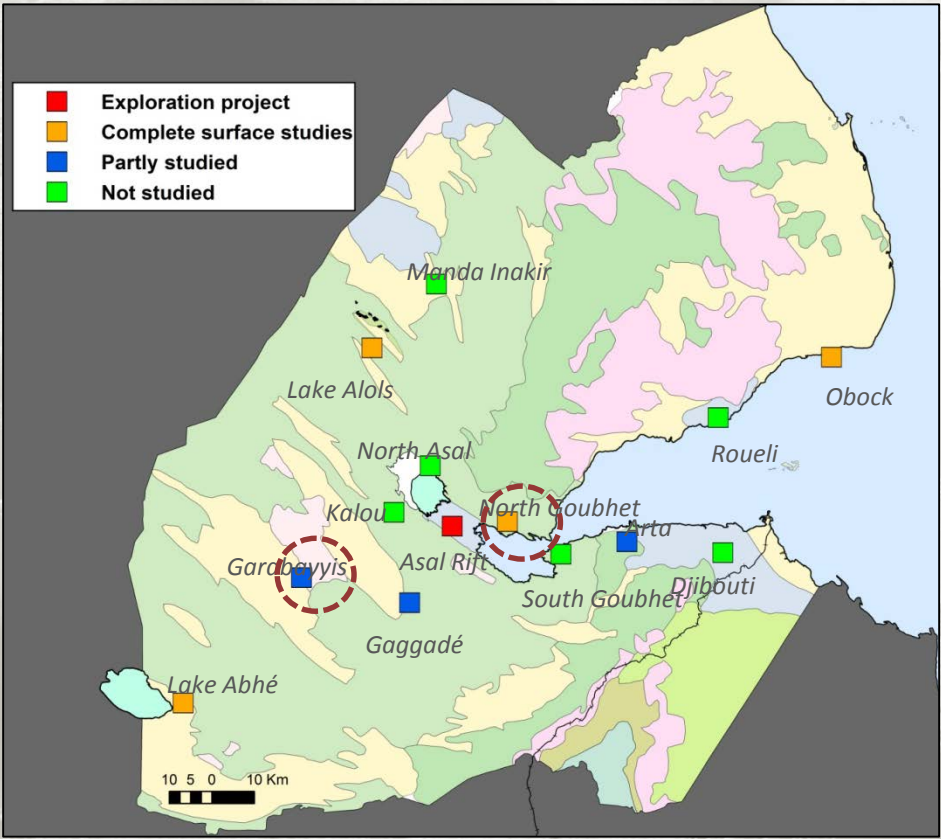 Exploration project
Complete surface studies
Partly studied
Not studied
Manda Inakir
Lake Alols
Obock
Roueli
North Asal
North Goubhet
Kalou
Arta
Asal Rift
Garabayyis
Djibouti
South Goubhet
Gaggadé
Lake Abhé
10 5 0 10 Km